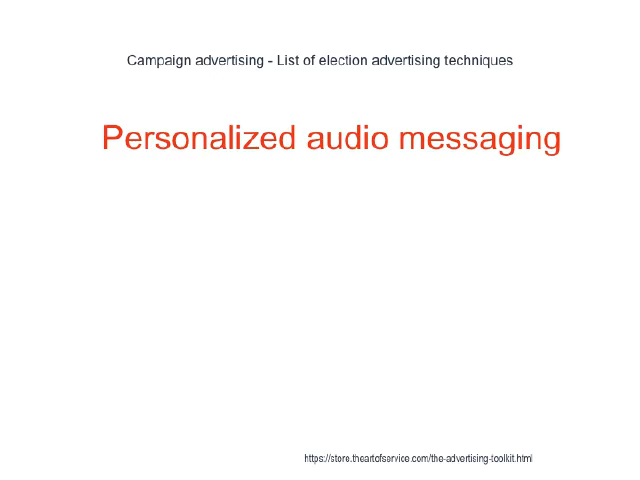 Campaign advertising - List of election advertising techniques
Personalized audio messaging
https://store.theartofservice.com/the-advertising-toolkit.html